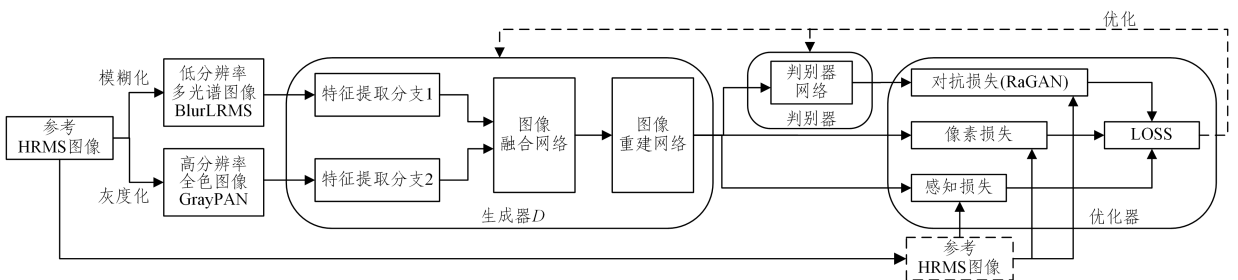 优化
模糊化
低分辨率
多光谱图像
BlurLRMS
参考
HRMS图像
灰度化
高分辨率
全色图像
GrayPAN
特征提取分支1
特征提取分支2
图像
融合网络
图像
重建网络
生成器D
判别器
网络
判别器
对抗损失(RaGAN)
像素损失
感知损失
LOSS
优化器
参考
HRMS图像